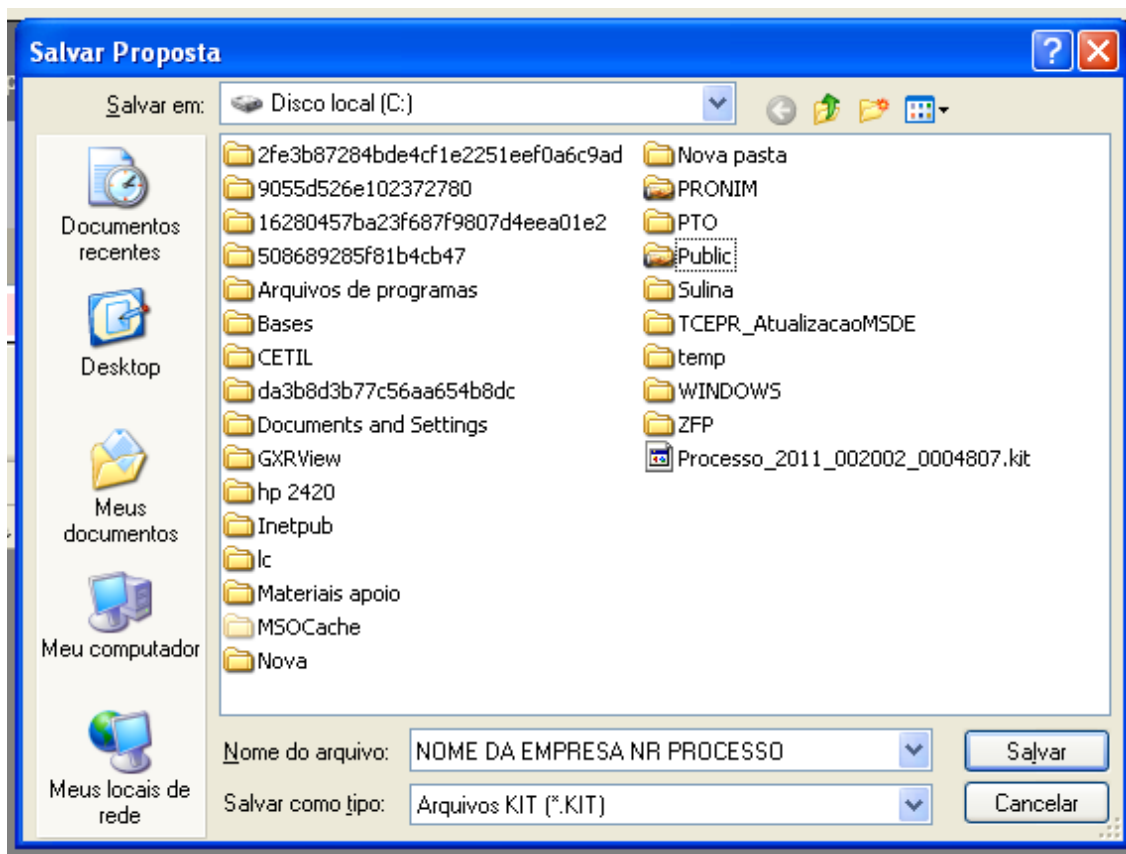 Salvar Proposta
Salvar em: Disco local (C:)
Documentos
recentes
Desktop
Meus
documentos
Meu computador
Meus locais de
rede
2fe3b87284bde4cf1e2251eef0a6c9ad
9055d526e102372780
16280457ba23f687f9807d4eea01e2
508689285f81b4cb47
Arquivos de programas
Bases
CETIL
da3b8d3b77c56aa654b8dc
Documents and Settings
GXRView
hp 2420
Inetpub
lc
Materiais apoio
MSOCache
Nova
Nova pasta
PRONIM
PTO
Public
Sulina
TCEPR_AtualizacaoMSDE
temp
WINDOWS
ZFP
Processo_2011_002002_0004807.kit
Nome do arquivo: NOME DA EMPRESA NR PROCESSO Salvar
Salvar como tipo: Arquivos KIT (*.KIT) Cancelar